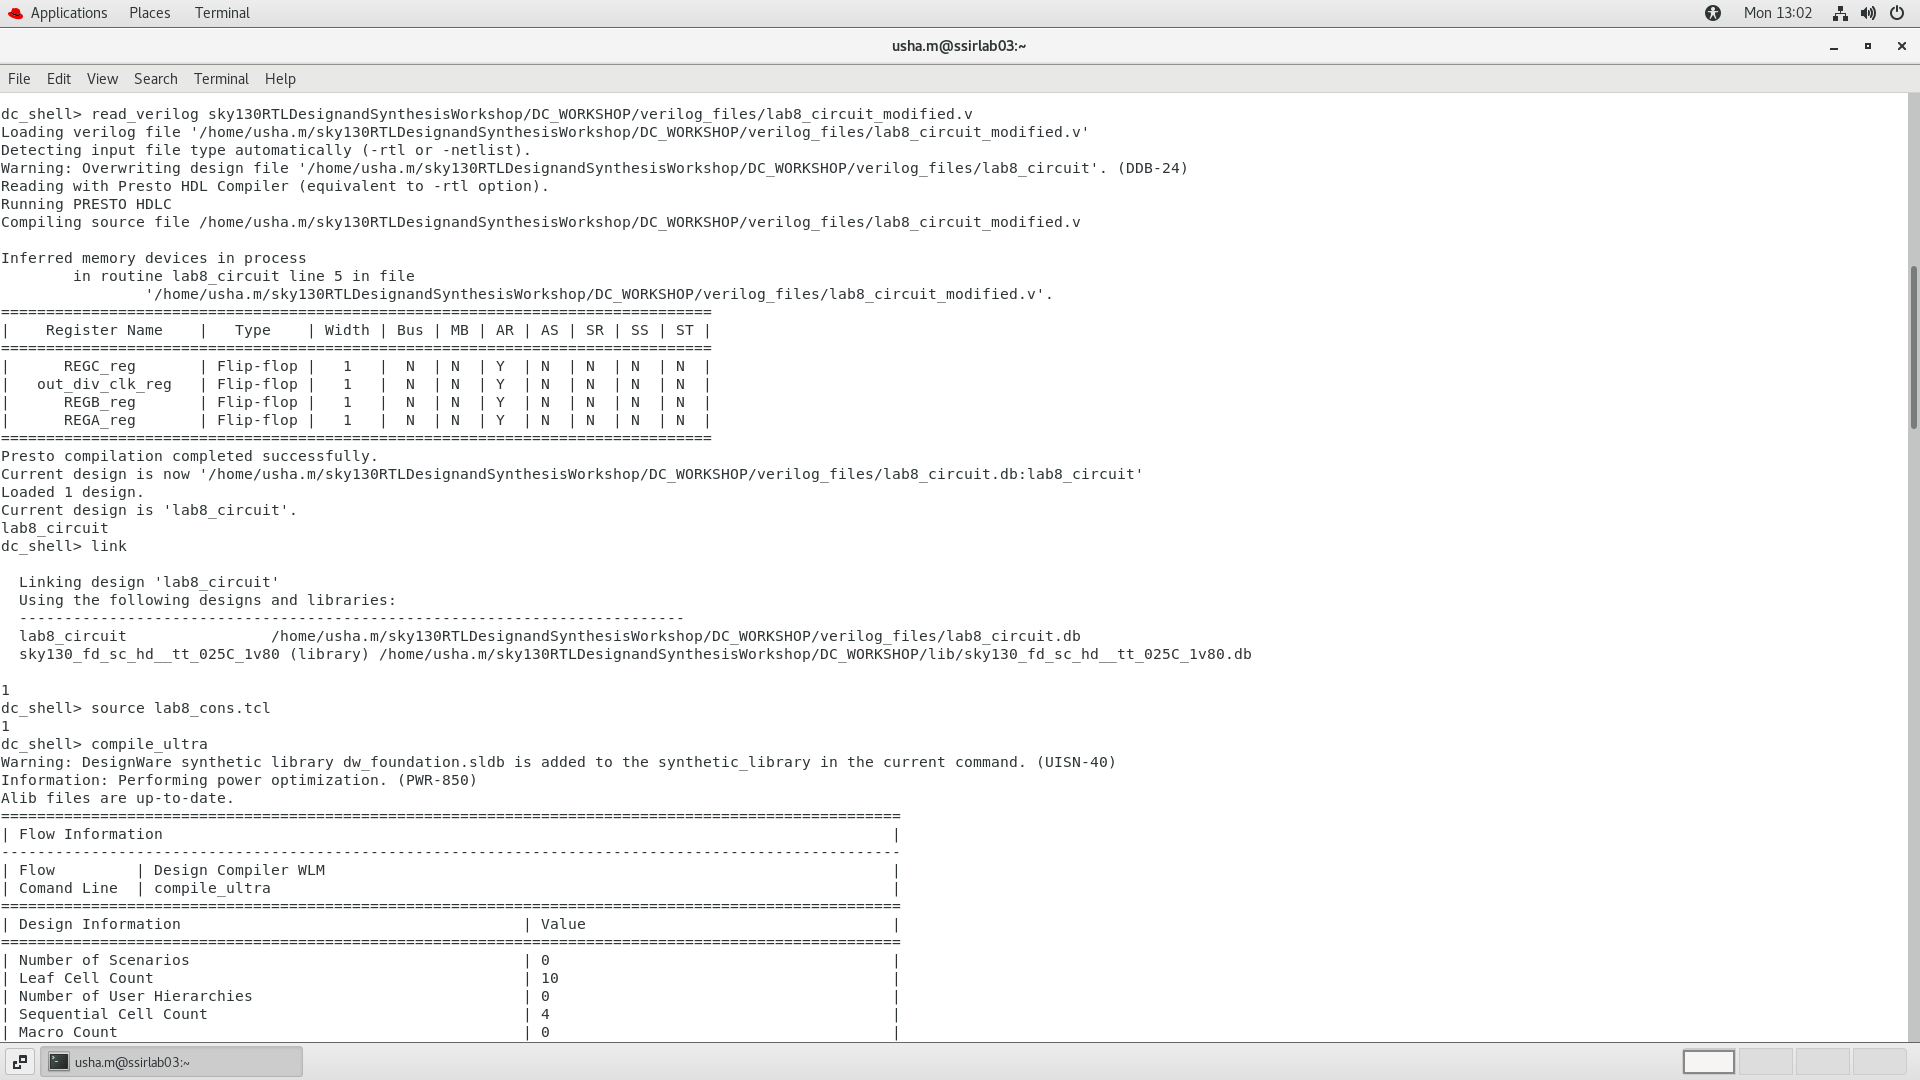 Applications Places Terminal Mon 13:02
usha.m@ssirlab03:~
File Edit View Search Terminal Help
dc_shell> read_verilog sky130RTLDesignandSynthesisWorkshop/DC_WORKSHOP/verilog_files/lab8_circuit_modified.v
Loading verilog file '/home/usha.m/sky130RTLDesignandSynthesisWorkshop/DC_WORKSHOP/verilog_files/lab8_circuit_modified.v'
Detecting input file type automatically (-rtl or -netlist).
Warning: Overwriting design file '/home/usha.m/sky130RTLDesignandSynthesisWorkshop/DC_WORKSHOP/verilog_files/lab8_circuit'. (DDB-24)
Reading with Presto HDL Compiler (equivalent to -rtl option).
Running PRESTO HDLC
Compiling source file /home/usha.m/sky130RTLDesignandSynthesisWorkshop/DC_WORKSHOP/verilog_files/lab8_circuit_modified.v
Inferred memory devices in process
in routine lab8_circuit line 5 in file
'/home/usha.m/sky130RTLDesignandSynthesisWorkshop/DC_WORKSHOP/verilog_files/lab8_circuit_modified.v'.
===============================================================================
| Register Name | Type | Width | Bus | MB | AR | AS | SR | SS | ST |
===============================================================================
| REGC_reg | Flip-flop | 1 | N | N | Y | N | N | N | N |
| out_div_clk_reg | Flip-flop | 1 | N | N | Y | N | N | N | N |
| REGB_reg | Flip-flop | 1 | N | N | Y | N | N | N | N |
| REGA_reg | Flip-flop | 1 | N | N | Y | N | N | N | N |
===============================================================================
Presto compilation completed successfully.
Current design is now '/home/usha.m/sky130RTLDesignandSynthesisWorkshop/DC_WORKSHOP/verilog_files/lab8_circuit.db:lab8_circuit'
Loaded 1 design.
Current design is 'lab8_circuit'.
lab8_circuit
dc_shell> link
Linking design 'lab8_circuit'
Using the following designs and libraries:
--------------------------------------------------------------------------
lab8_circuit /home/usha.m/sky130RTLDesignandSynthesisWorkshop/DC_WORKSHOP/verilog_files/lab8_circuit.db
sky130_fd_sc_hd__tt_025C_1v80 (library) /home/usha.m/sky130RTLDesignandSynthesisWorkshop/DC_WORKSHOP/lib/sky130_fd_sc_hd__tt_025C_1v80.db
1
dc_shell> source lab8_cons.tcl
1
dc_shell> compile_ultra
Warning: DesignWare synthetic library dw_foundation.sldb is added to the synthetic_library in the current command. (UISN-40)
Information: Performing power optimization. (PWR-850)
Alib files are up-to-date.
====================================================================================================
| Flow Information |
----------------------------------------------------------------------------------------------------
| Flow | Design Compiler WLM |
| Comand Line | compile_ultra |
====================================================================================================
| Design Information | Value |
====================================================================================================
| Number of Scenarios | 0 |
| Leaf Cell Count | 10 |
| Number of User Hierarchies | 0 |
| Sequential Cell Count | 4 |
| Macro Count | 0 |
usha.m@ssirlab03:~